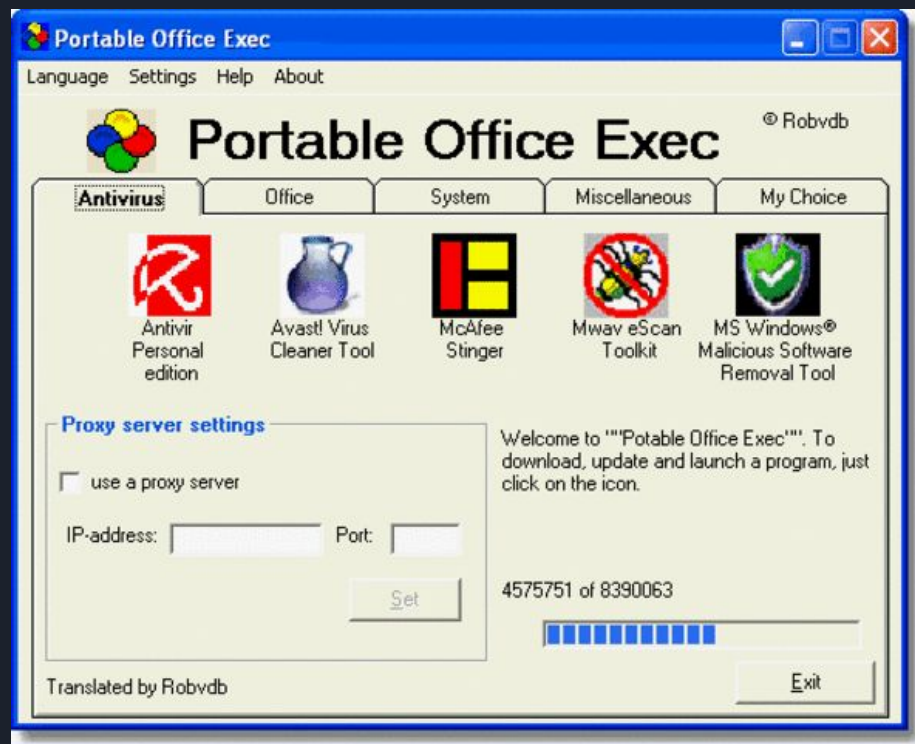 Portable Office Exec
Language Settings Help About
Portable Office Exec
© Robvdb
Antivirus Office System Miscellaneous My Choice
Antivir
Personal
edition
Avast! Virus
Cleaner Tool
McAfee
Stinger
Mwav eScan
Toolkit
MS Windows®
Malicious Software
Removal Tool
Proxy server settings
use a proxy server
IP-address: Port:
Set
Welcome to ""Potable Office Exec"". To
download, update and launch a program, just
click on the icon.
4575751 of 8390063
Translated by Robvdb
Exit